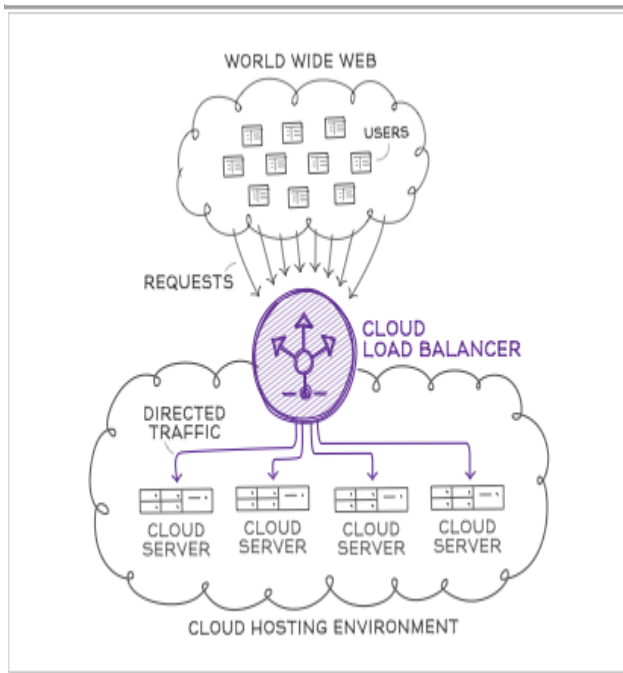 WORLD WIDE WEB
USERS
REQUESTS
CLOUD
LOAD BALANCER
DIRECTED
TRAFFIC
CLOUD
SERVER
CLOUD
SERVER
CLOUD
SERVER
CLOUD
SERVER
CLOUD HOSTING ENVIRONMENT